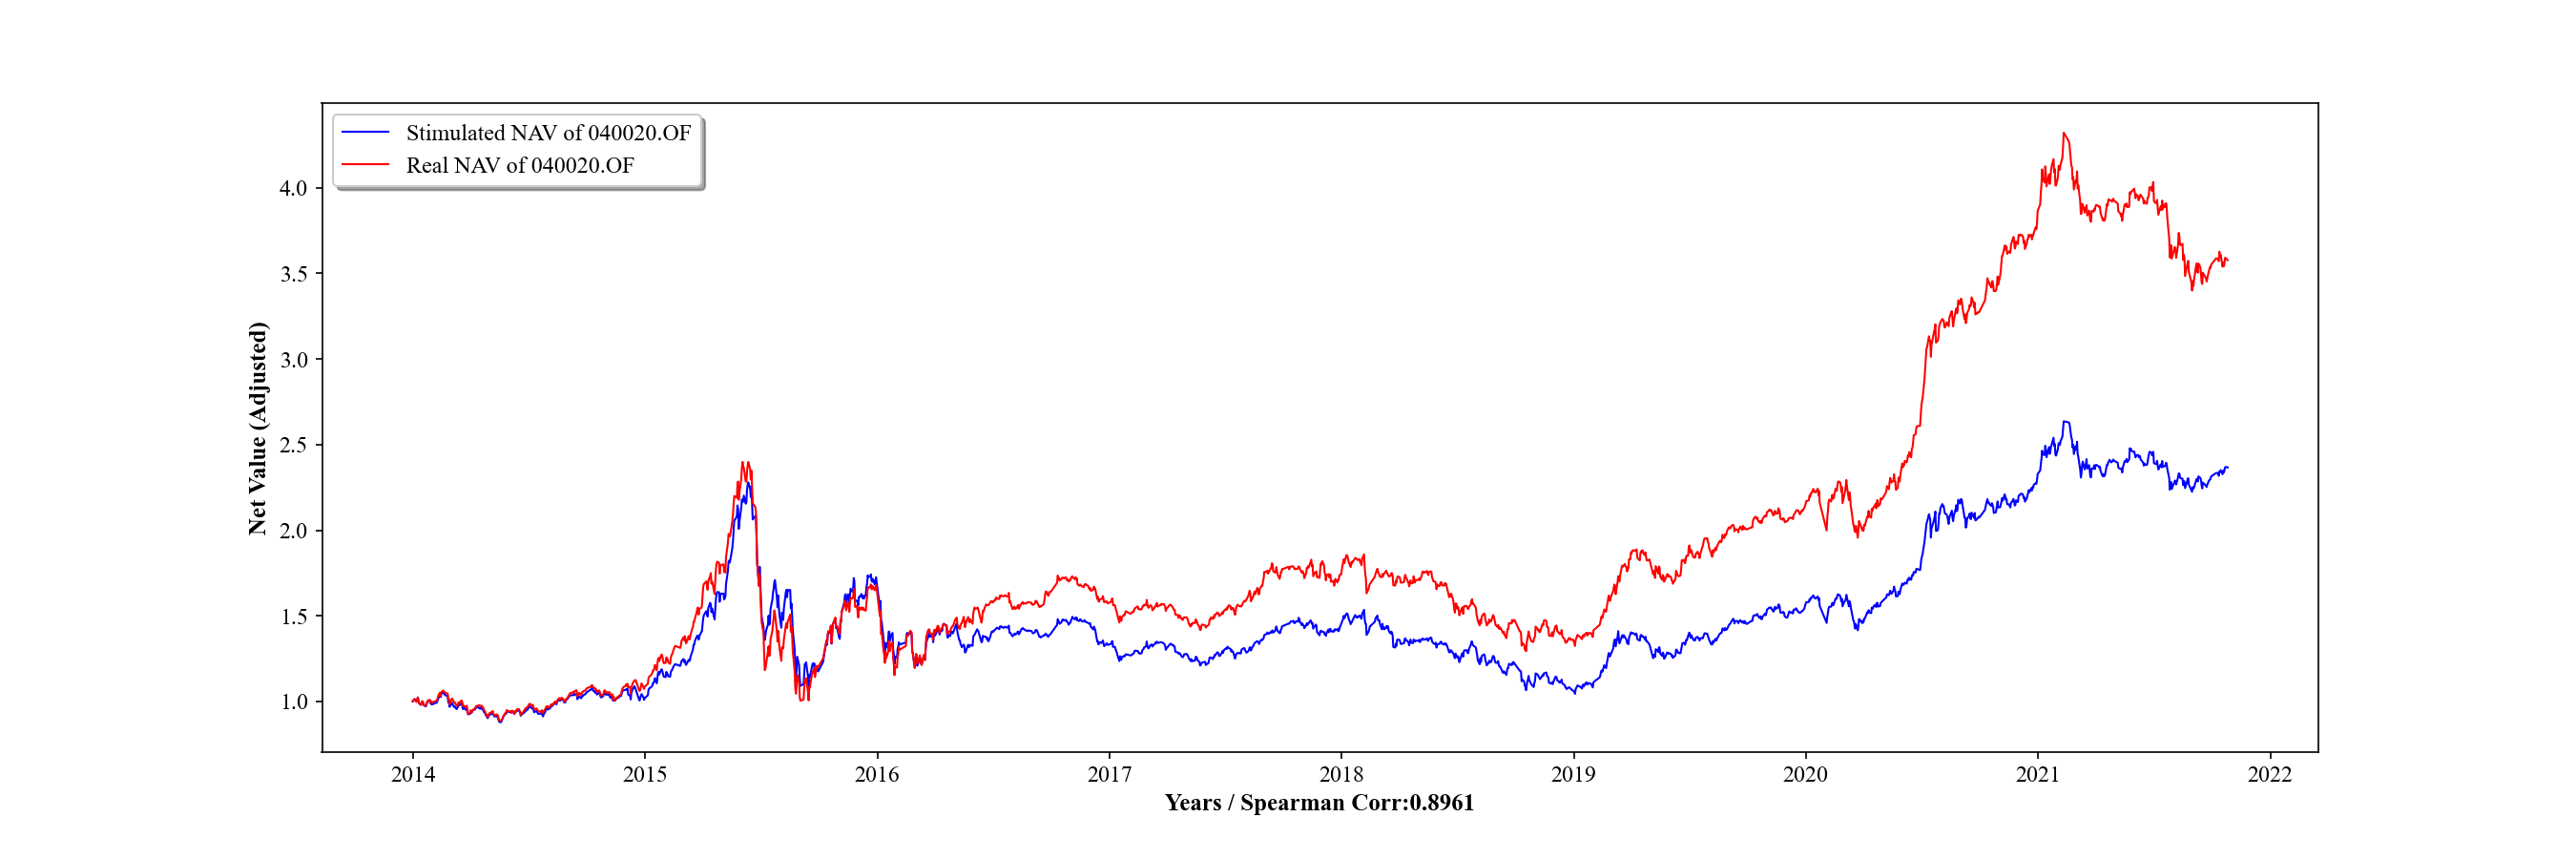 Stimulated NAV of 040020.OF
Real NAV of 040020.OF
Net Value (Adjusted)
4.0
3.5
3.0
2.5
2.0
1.5
1.0
2014 2015 2016 2017 2018 2019 2020 2021 2022
Years / Spearman Corr:0.8961